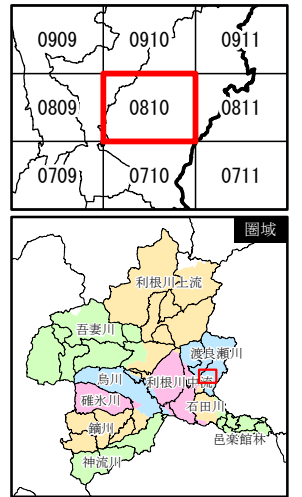 0909 0910 0911
0809 0810 0811
0709 0710 0711
圏域
利根川上流
吾妻川
渡良瀬川
烏川 利根川中流
碓氷川
石田川
鏑川
邑楽館林
神流川